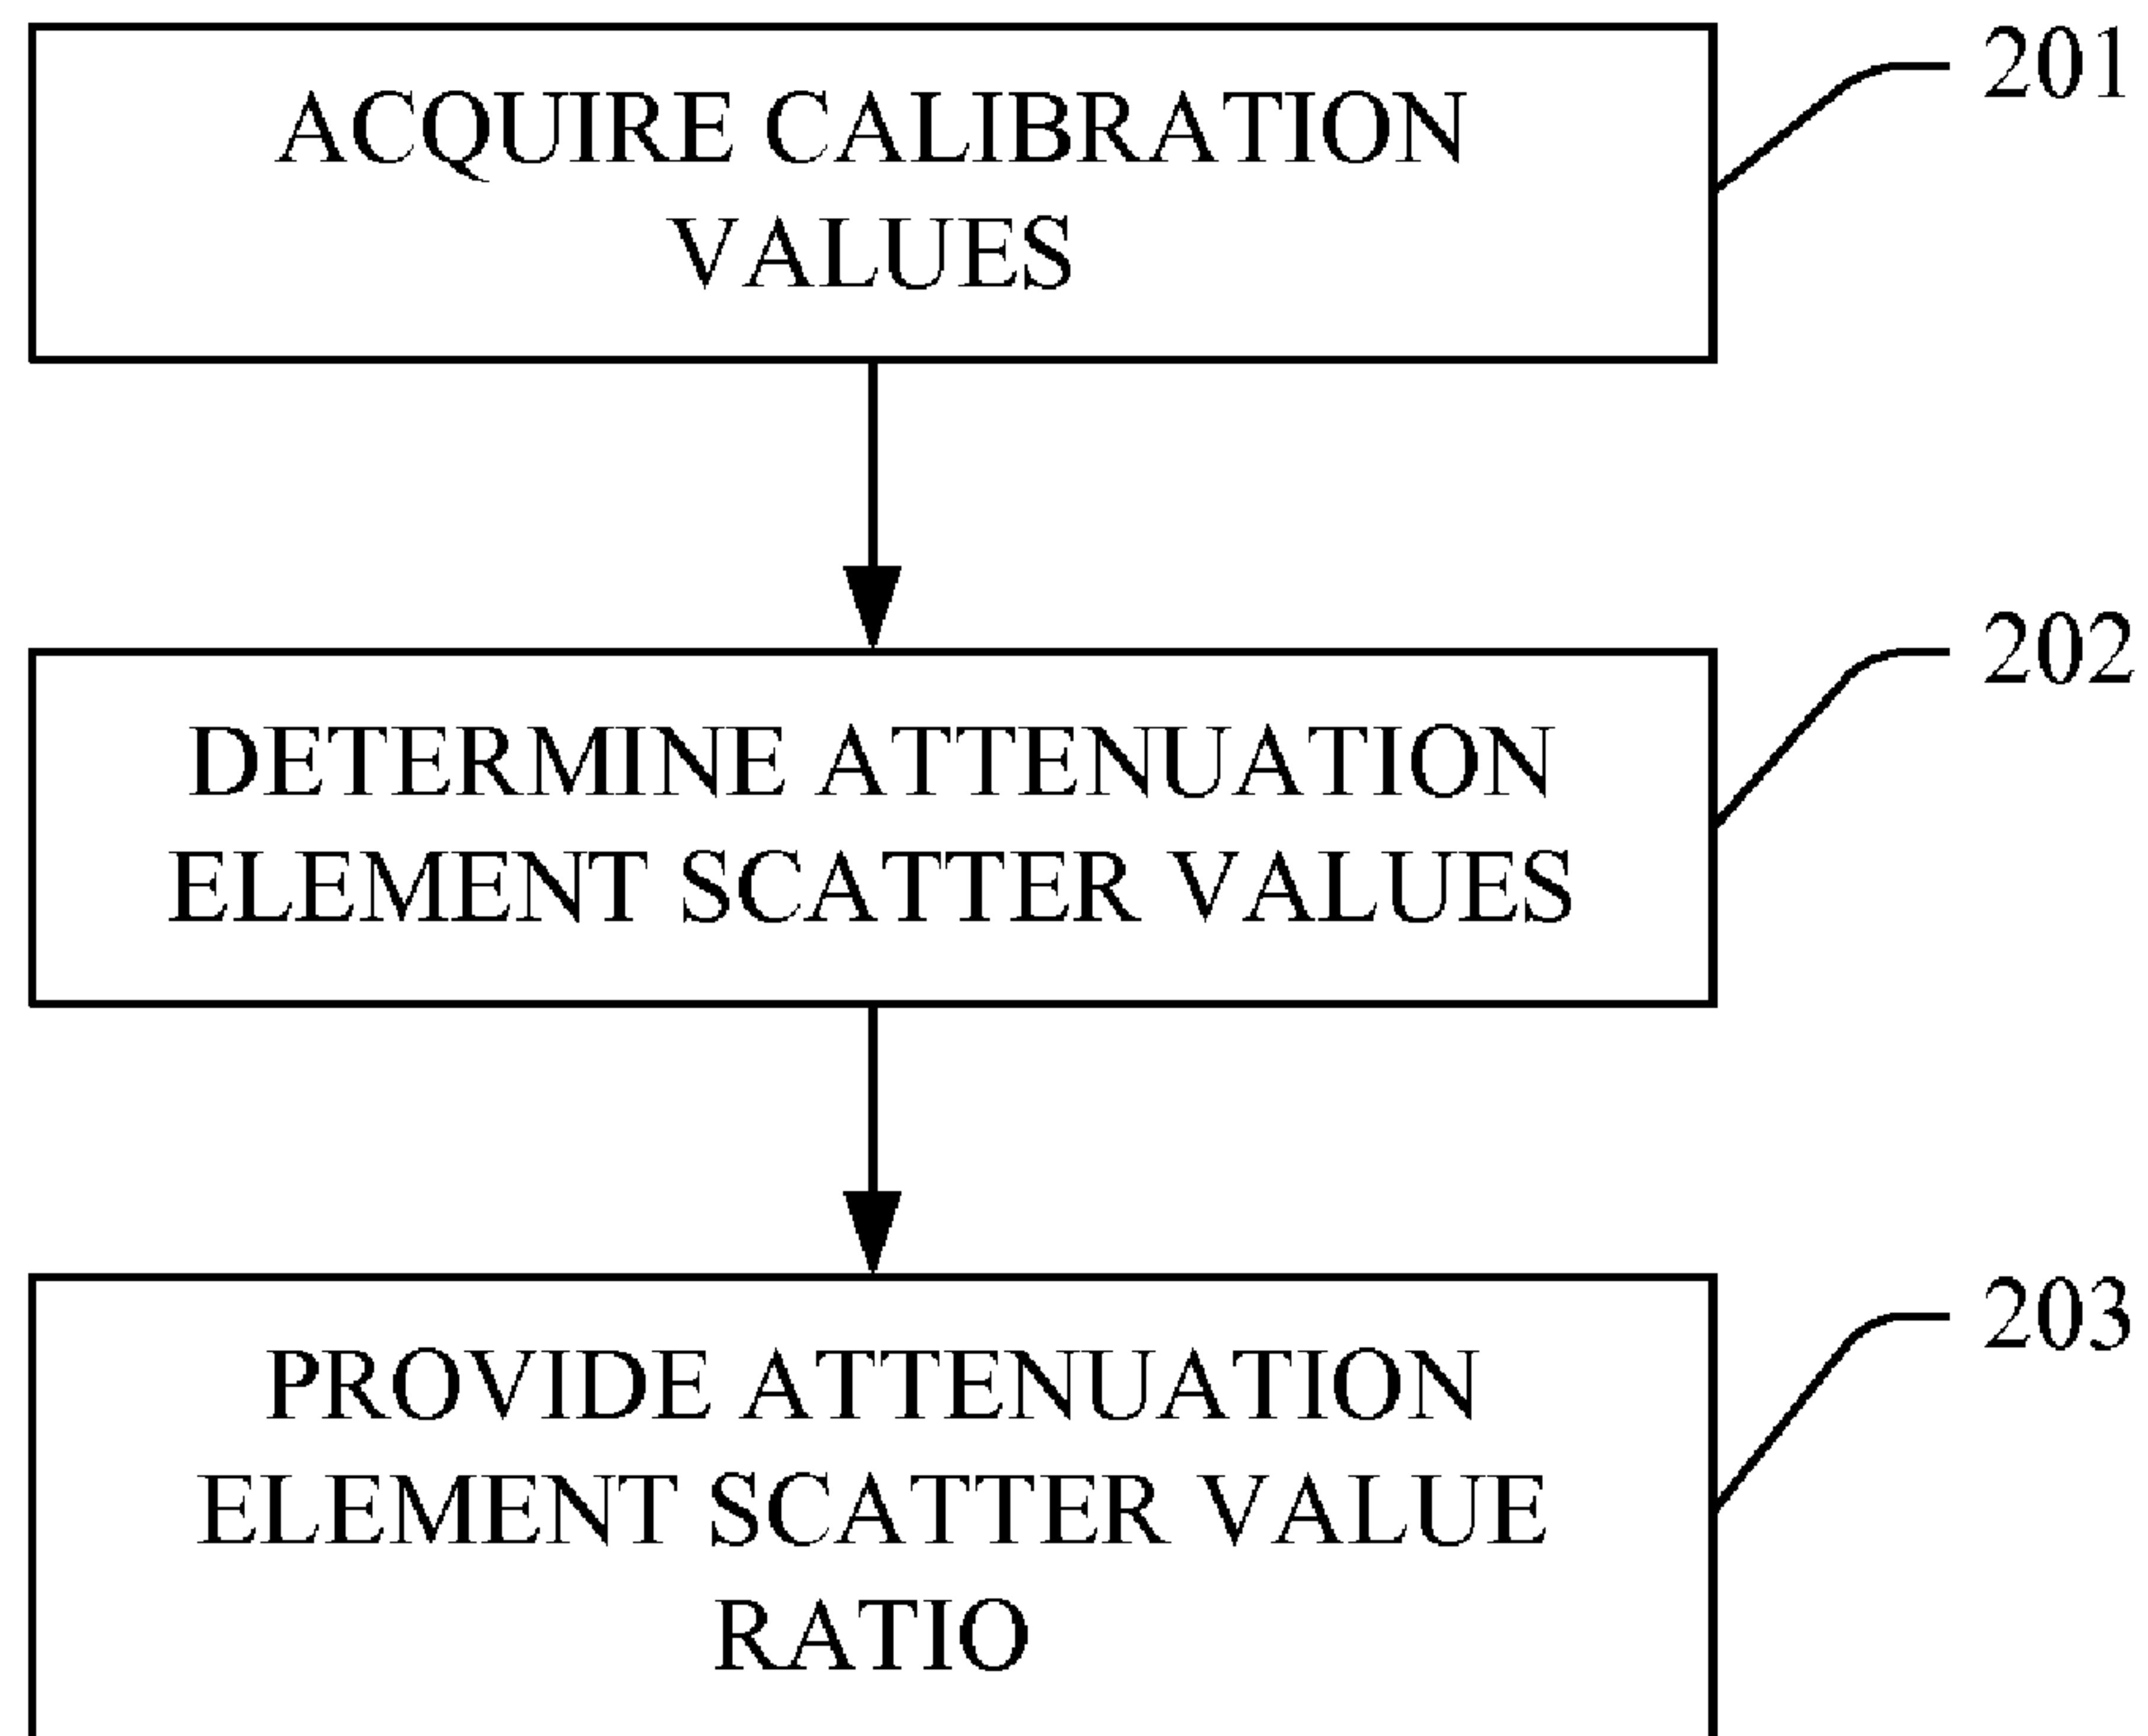 ACQUIRE CALIBRATION
VALUES
201
DETERMINE ATTENUATION
ELEMENT SCATTER VALUES
202
PROVIDE ATTENUATION
ELEMENT SCATTER VALUE
RATIO
203